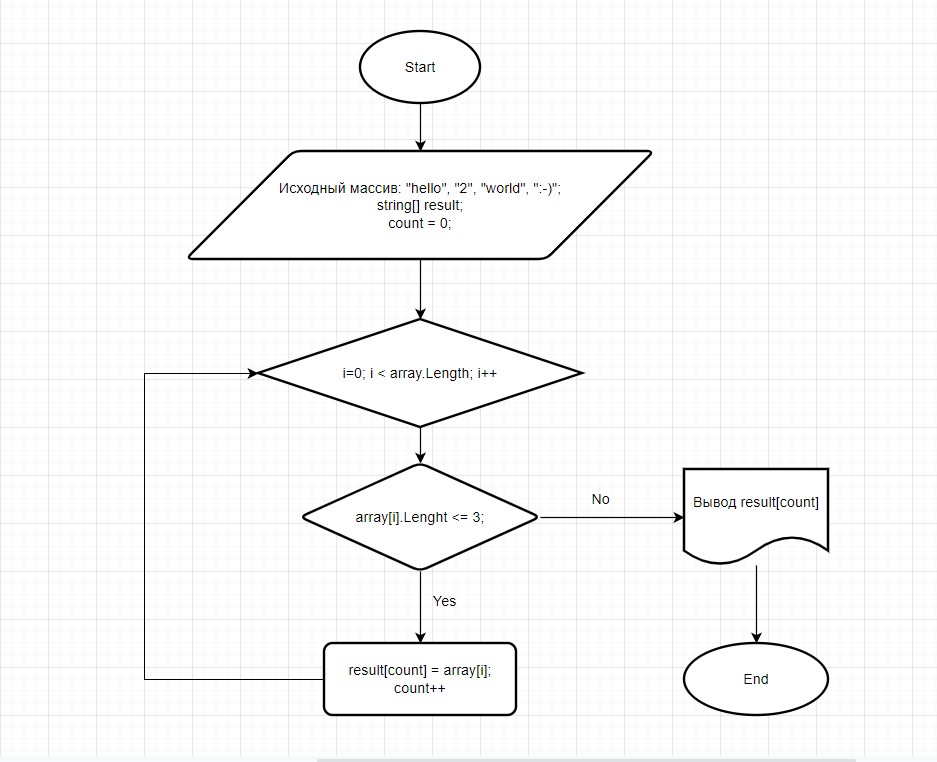 Start
Исходный массив: "hello", "2", "world", ":-)";
string[] result;
count = 0;
i=0; i < array.Length; i++
array[i].Lenght <= 3;
No
Вывод result[count]
Yes
result[count] = array[i];
count++
End